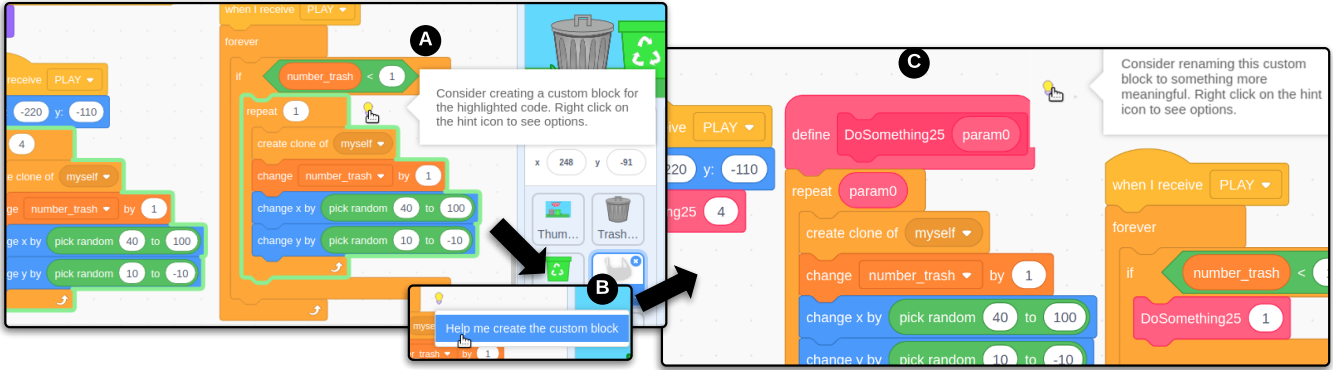 when I receive PLAY
forever
if number_trash < 1
repeat 1
create clone of myself
change number_trash by 1
change x by pick random 40 to 100
change y by pick random 10 to -10
A
Consider creating a custom block for
the highlighted code. Right click on
the hint icon to see options.
receive PLAY
-220 y: -110
4
e clone of myself
ge number_trash by 1
ge x by pick random 40 to 100
ge y by pick random 10 to -10
x 248 y -91
Thum... Trash...
B
myse
Help me create the custom block
r_trash by 1
C
Consider renaming this custom
block to something more
meaningful. Right click on the hint
icon to see options.
ive PLAY
220 y: -110
ng25 4
define DoSomething25 param0
repeat param0
create clone of myself
change number_trash by 1
change x by pick random 40 to 100
change y by pick random 10 to -10
when I receive PLAY
forever
if number_trash <
DoSomething25 1